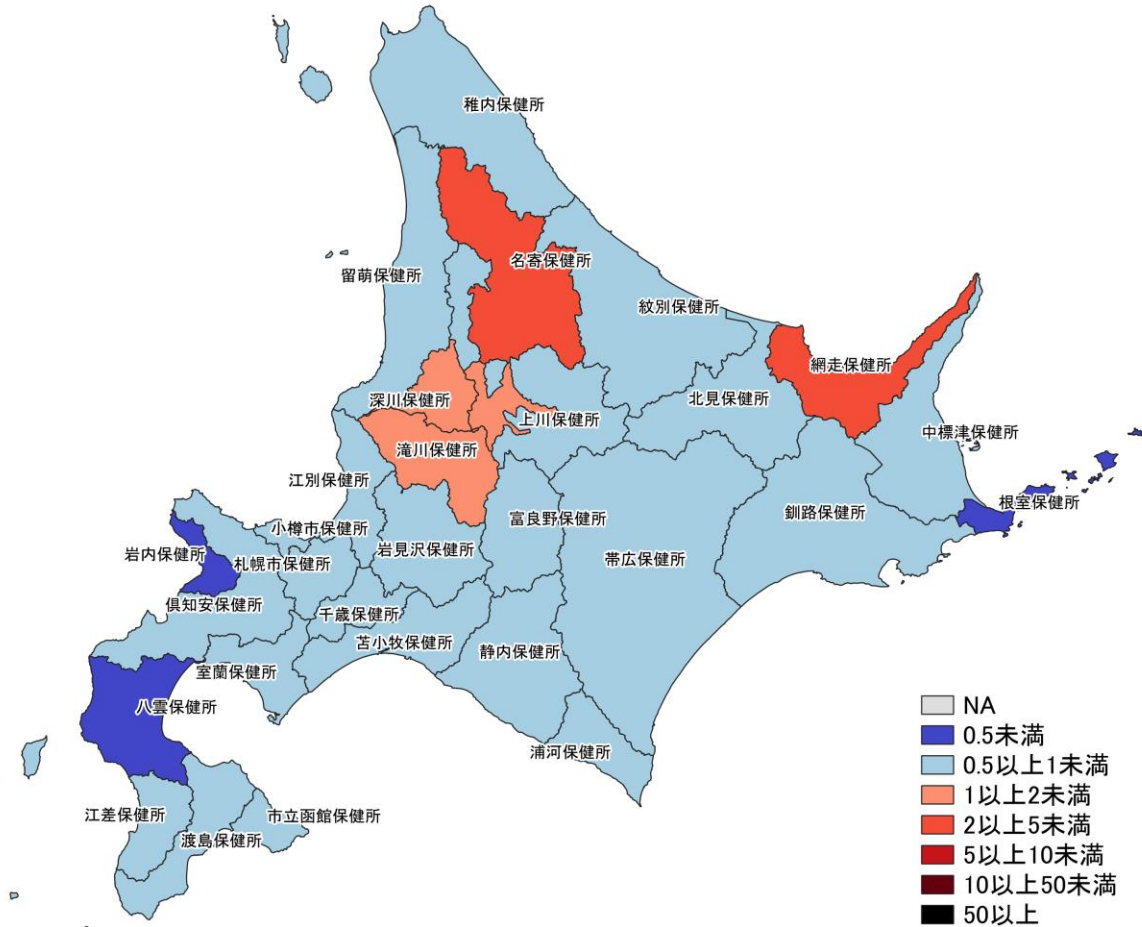 稚内保健所
名寄保健所
留萌保健所
紋別保健所
網走保健所
深川保健所
北見保健所
上川保健所
中標津保健所
滝川保健所
江別保健所
根室保健所
釧路保健所
富良野保健所
小樽市保健所
岩見沢保健所
岩内保健所
札幌市保健所
帯広保健所
倶知安保健所
千歳保健所
苫小牧保健所
静内保健所
室蘭保健所
八雲保健所
浦河保健所
江差保健所
市立函館保健所
渡島保健所
NA
0.5未満
0.5以上1未満
1以上2未満
2以上5未満
5以上10未満
10以上50未満
50以上